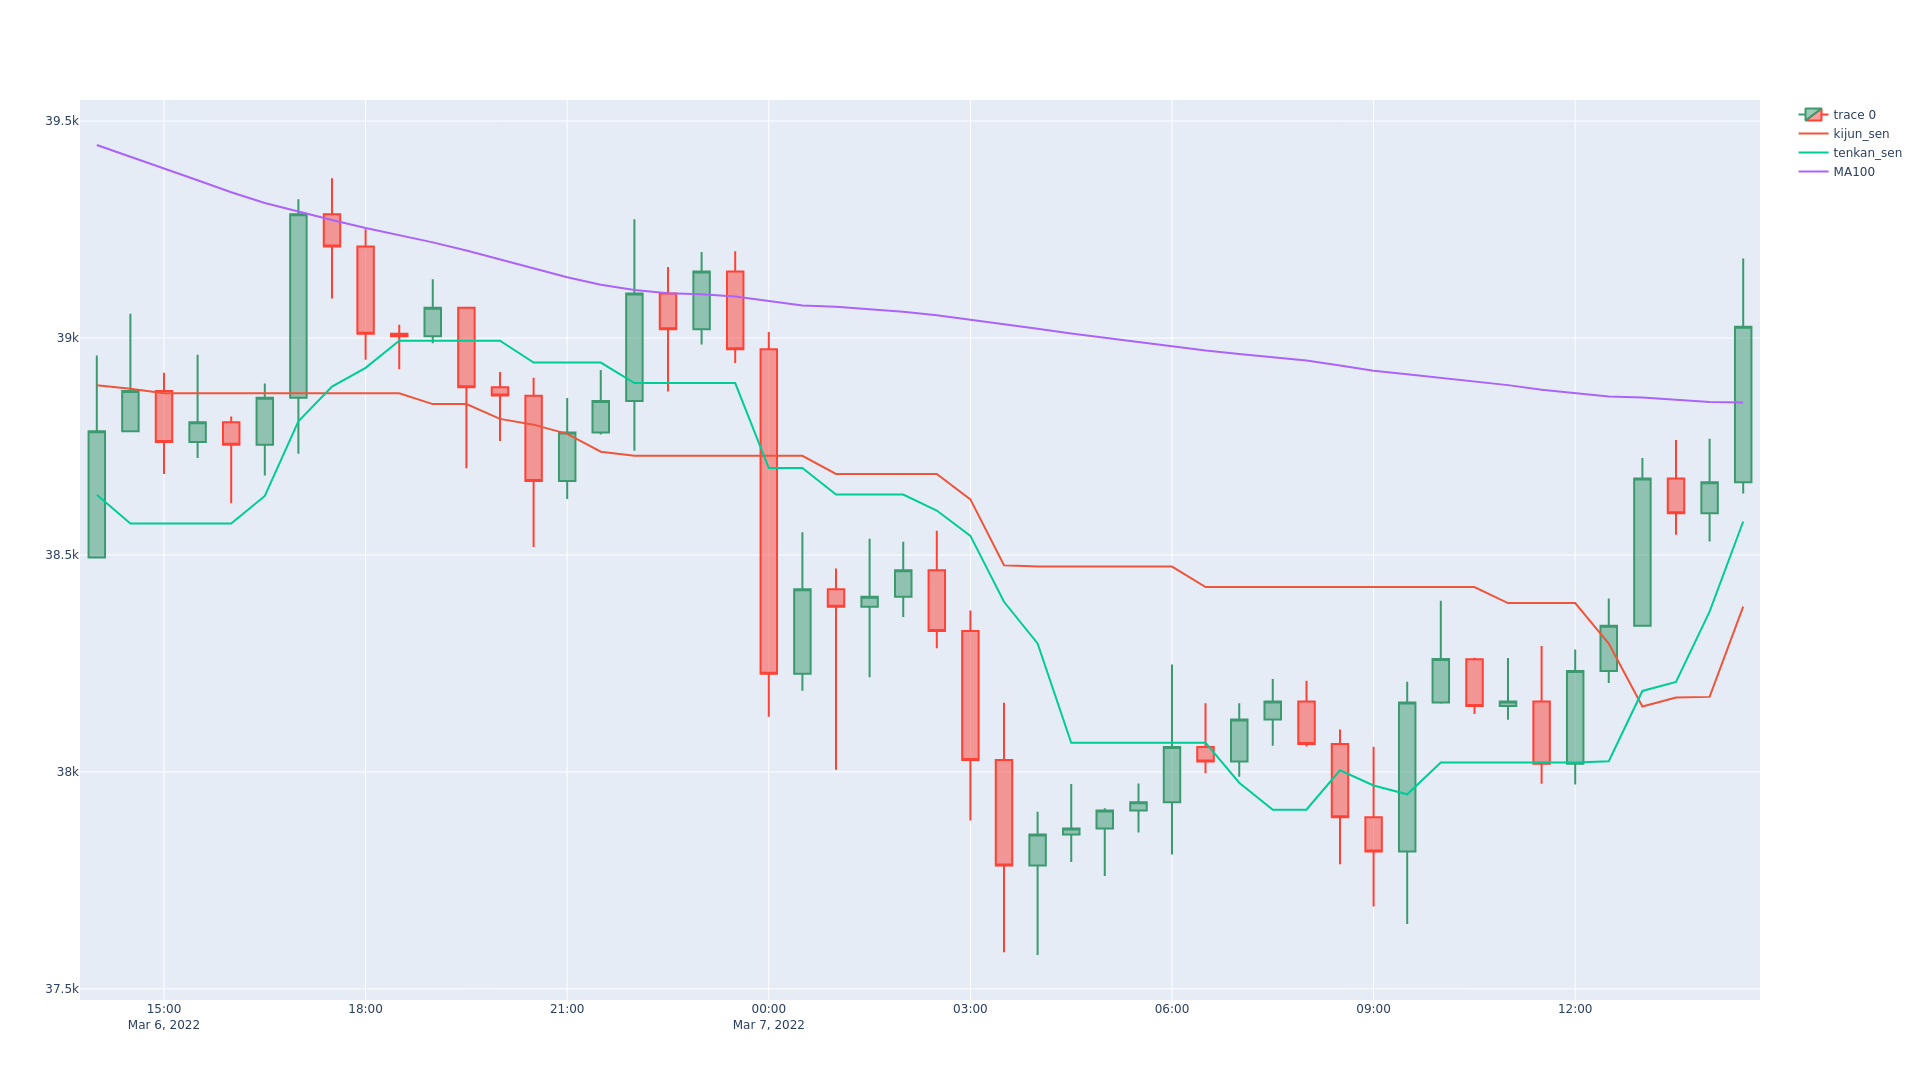 39.5k
39k
38.5k
38k
37.5k
15:00
Mar 6, 2022
18:00
21:00
00:00
Mar 7, 2022
03:00
06:00
09:00
12:00
trace 0
kijun_sen
tenkan_sen
MA100